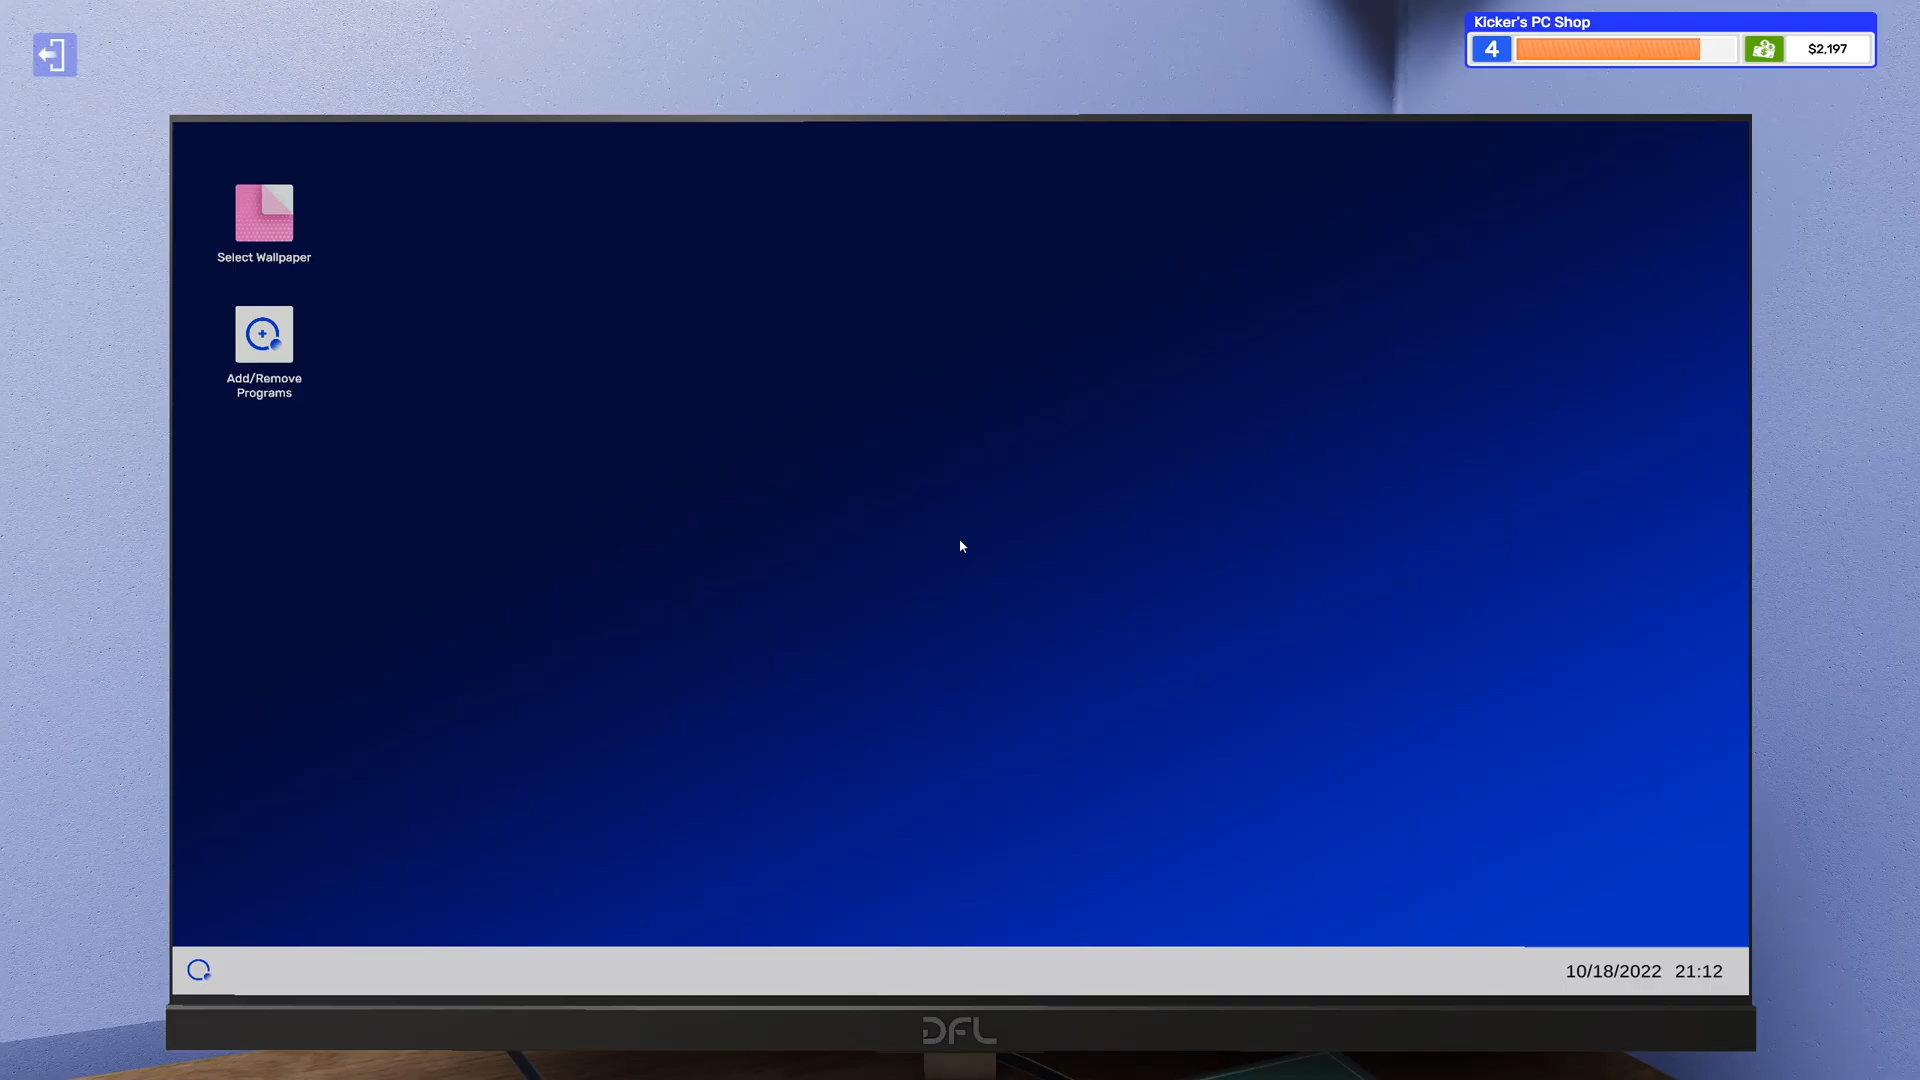 Kicker's PC Shop
4
$2,197
Select Wallpaper
Add/Remove
Programs
10/18/2022 21:12
DFL